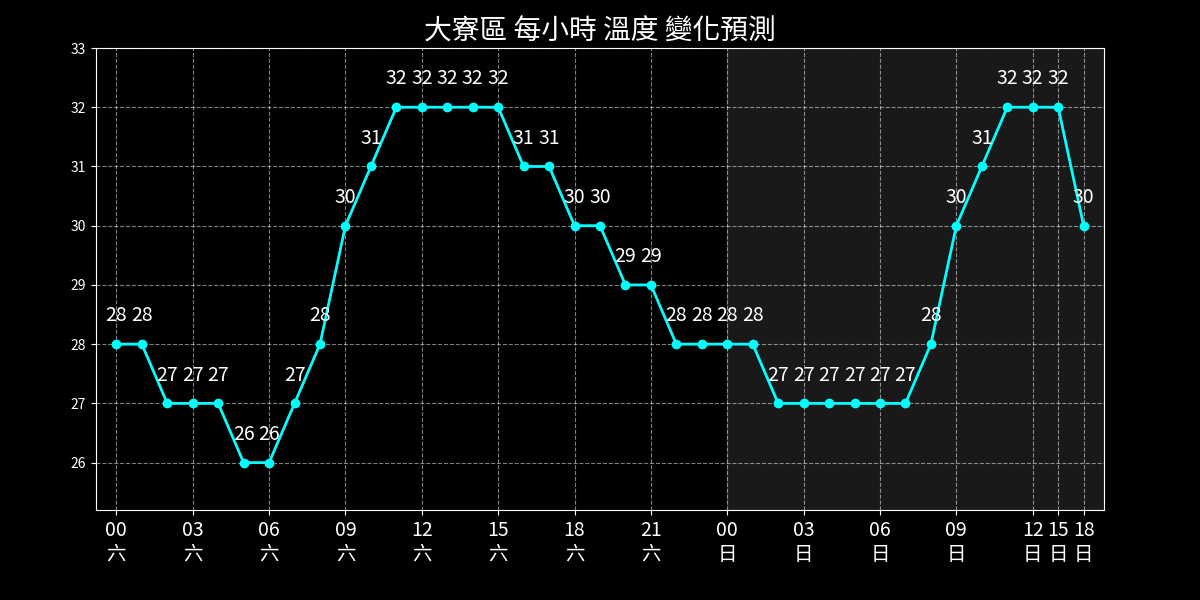 大寮區 每小時 溫度 變化預測
33
32
31
30
29
28
27
26
32 32 32 32 32 32 32 32
31 31 31 31
30 30 30 30 30
29 29
28 28 28 28 28 28 28 28
27 27 27 27 27 27 27 27 27 27
26 26
00 03 06 09 12 15 18 21 00 03 06 09 12 15 18
六 六 六 六 六 六 六 六 日 日 日 日 日 日 日